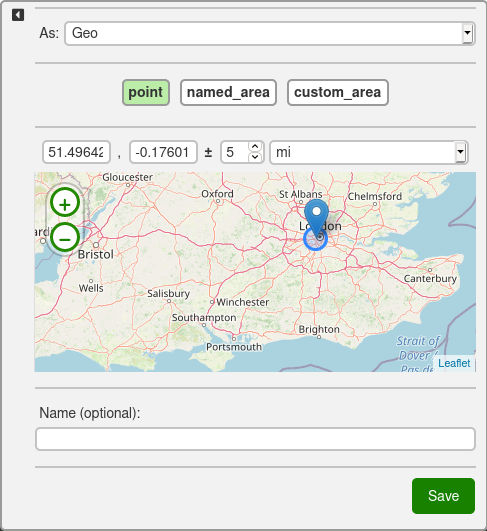 As: Geo
point named_area custom_area
51.49642 , -0.17601 ± 5 mi
Gloucester
Oxford St Albans Chelmsford
+
London
−
Bristol
Canterbury
Wells
Salisbury Winchester
Southampton
Brighton
Portsmouth
Strait of
Dover /
Pas de
Leaflet
Name (optional):
Save